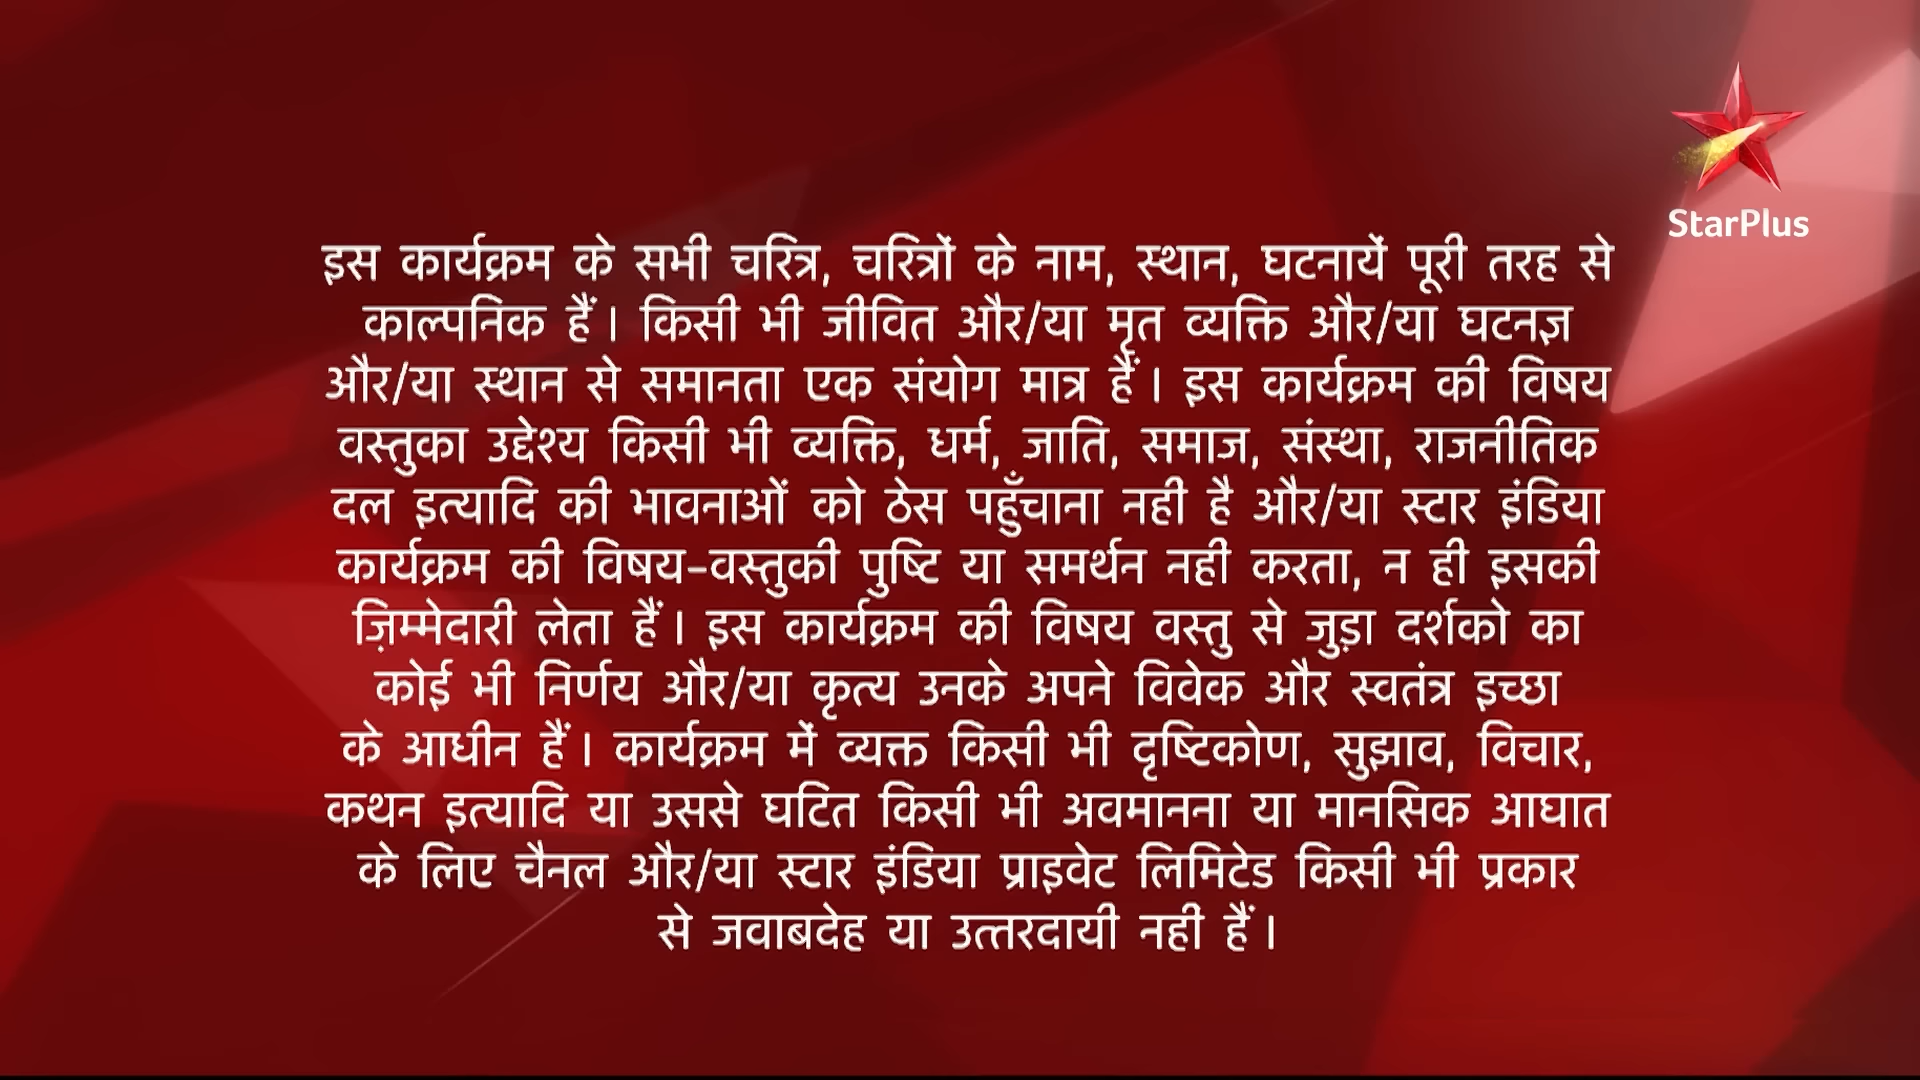 StarPlus
इस कार्यक्रम के सभी चरित्र, चरित्रों के नाम, स्थान, घटनायें पूरी तरह से
काल्पनिक हैं। किसी भी जीवित और/या मृत व्यक्ति और/या घटनज्ञ
और/या स्थान से समानता एक संयोग मात्र हैं। इस कार्यक्रम की विषय
वस्तुका उद्देश्य किसी भी व्यक्ति, धर्म, जाति, समाज, संस्था, राजनीतिक
दल इत्यादि की भावनाओं को ठेस पहुँचाना नही है और/या स्टार इंडिया
कार्यक्रम की विषय-वस्तुकी पुष्टि या समर्थन नही करता, न ही इसकी
ज़िम्मेदारी लेता हैं। इस कार्यक्रम की विषय वस्तु से जुड़ा दर्शको का
कोई भी निर्णय और/या कृत्य उनके अपने विवेक और स्वतंत्र इच्छा
के आधीन हैं। कार्यक्रम में व्यक्त किसी भी दृष्टिकोण, सुझाव, विचार,
कथन इत्यादि या उससे घटित किसी भी अवमानना या मानसिक आघात
के लिए चैनल और/या स्टार इंडिया प्राइवेट लिमिटेड किसी भी प्रकार
से जवाबदेह या उत्तरदायी नही हैं।